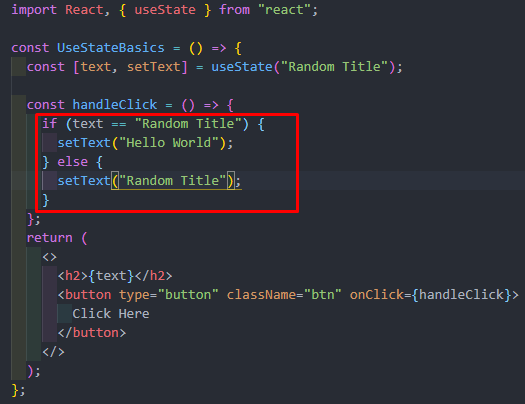 import React, { useState } from "react";
const UseStateBasics = () => {
const [text, setText] = useState("Random Title");
const handleClick = () => {
if (text == "Random Title") {
setText("Hello World");
} else {
setText("Random Title");
}
};
return (
<>
<h2>{text}</h2>
<button type="button" className="btn" onClick={handleClick}>
Click Here
</button>
</>
);
};